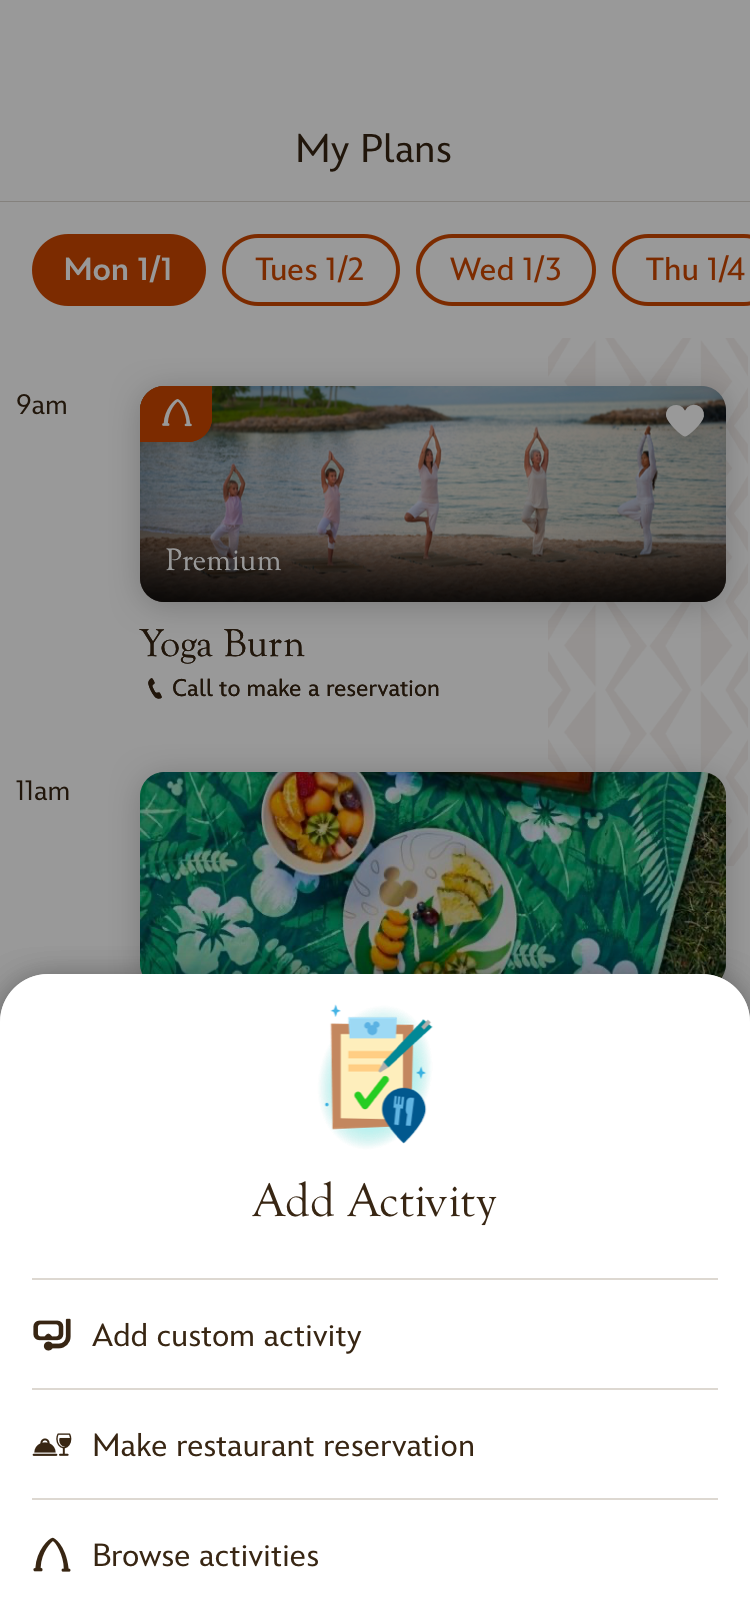 My Plans
Mon 1/1
Tues 1/2
Wed 1/3
Thu 1/4
9am
Premium
Yoga Burn
Call to make a reservation
11am
Add Activity
Add custom activity
Make restaurant reservation
Browse activities